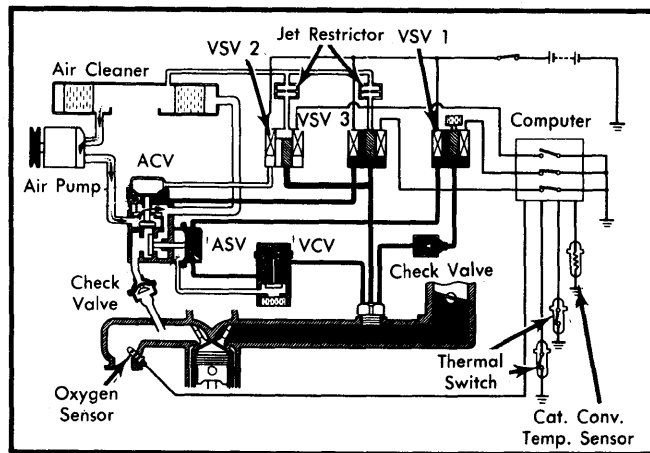 Jet Restrictor
VSV 1
VSV 2
Air Cleaner
VSV 3
Computer
ACV
Air Pump
'ASV
'VCV
Check Valve
Check
Valve
Thermal
Switch
Oxygen
Sensor
Cat. Conv.
Temp. Sensor